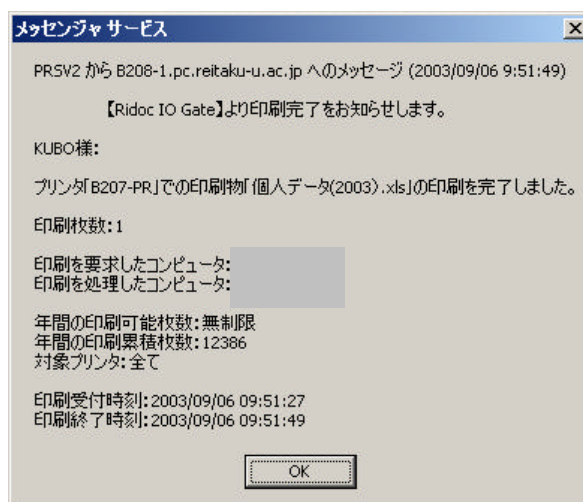 メッセンジャ サービス
PRSV2 から B208-1.pc.reitaku-u.ac.jp へのメッセージ (2003/09/06 9:51:49)
【Ridoc IO Gate】より印刷完了をお知らせします。
KUBO様:
プリンタ「B207-PR」での印刷物「個人データ(2003).xls」の印刷を完了しました。
印刷枚数:1
印刷を要求したコンピュータ:
印刷を処理したコンピュータ:
年間の印刷可能枚数:無制限
年間の印刷累積枚数:12386
対象プリンタ:全て
印刷受付時刻:2003/09/06 09:51:27
印刷終了時刻:2003/09/06 09:51:49
OK